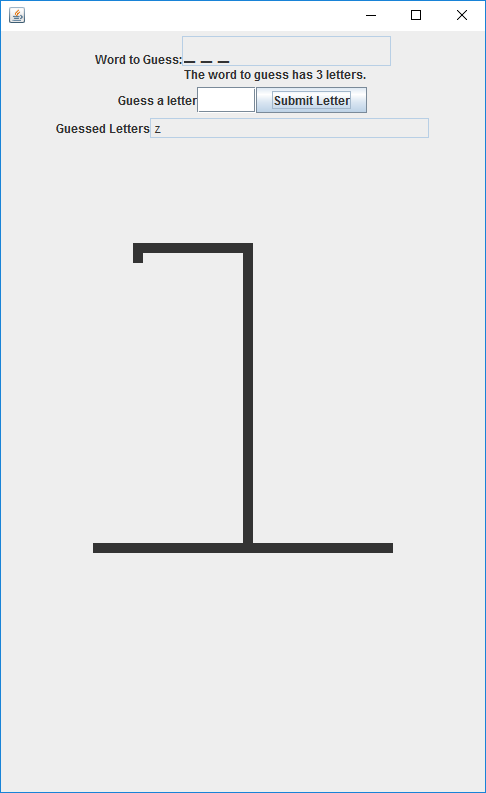 Word to Guess: _ _ _
The word to guess has 3 letters.
Guess a letter Submit Letter
Guessed Letters z